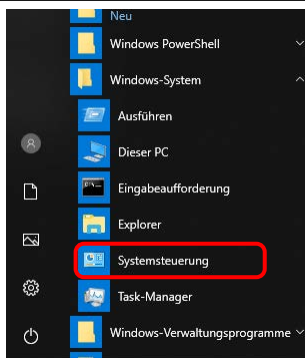 Neu
Windows PowerShell
Windows-System
Ausführen
Dieser PC
Eingabeaufforderung
Explorer
Systemsteuerung
Task-Manager
Windows-Verwaltungsprogramme